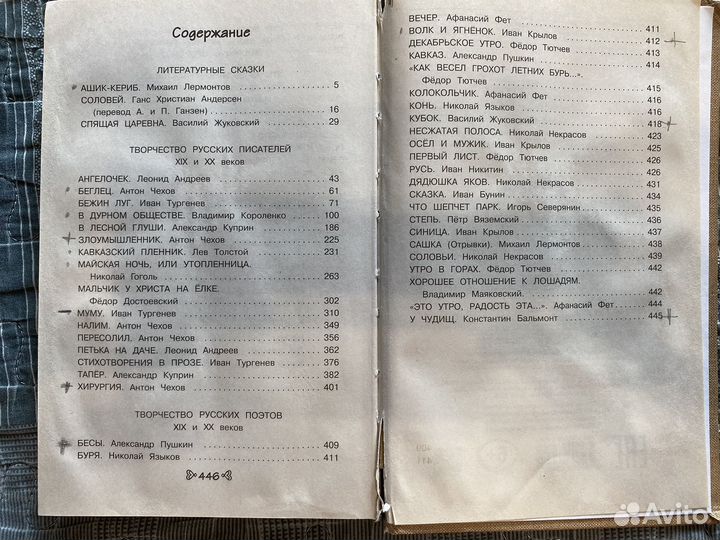 Содержание
ЛИТЕРАТУРНЫЕ СКАЗКИ
АШИК-КЕРИБ. Михаил Лермонтов 5
СОЛОВЕЙ. Ганс Христиан Андерсен
(перевод А. и П. Ганзен) 16
СПЯЩАЯ ЦАРЕВНА. Василий Жуковский 29
ТВОРЧЕСТВО РУССКИХ ПИСАТЕЛЕЙ
XIX и XX веков
АНГЕЛОЧЕК. Леонид Андреев 43
БЕГЛЕЦ. Антон Чехов 61
БЕЖИН ЛУГ. Иван Тургенев 71
В ДУРНОМ ОБЩЕСТВЕ. Владимир Короленко 100
В ЛЕСНОЙ ГЛУШИ. Александр Куприн 186
ЗЛОУМЫШЛЕННИК. Антон Чехов 225
КАВКАЗСКИЙ ПЛЕННИК. Лев Толстой 231
МАЙСКАЯ НОЧЬ, ИЛИ УТОПЛЕННИЦА.
Николай Гоголь 263
МАЛЬЧИК У ХРИСТА НА ЁЛКЕ.
Фёдор Достоевский 302
МУМУ. Иван Тургенев 310
НАЛИМ. Антон Чехов 349
ПЕРЕСОЛИЛ. Антон Чехов 356
ПЕТЬКА НА ДАЧЕ. Леонид Андреев 362
СТИХОТВОРЕНИЯ В ПРОЗЕ. Иван Тургенев 376
ТАПЁР. Александр Куприн 382
ХИРУРГИЯ. Антон Чехов 401
ТВОРЧЕСТВО РУССКИХ ПОЭТОВ
XIX и XX веков
БЕСЫ. Александр Пушкин 409
БУРЯ. Николай Языков 411
446
ВЕЧЕР. Афанасий Фет 411
ВОЛК И ЯГНЁНОК. Иван Крылов 412
ДЕКАБРЬСКОЕ УТРО. Фёдор Тютчев 413
КАВКАЗ. Александр Пушкин 414
«КАК ВЕСЕЛ ГРОХОТ ЛЕТНИХ БУРЬ...».
Фёдор Тютчев 415
КОЛОКОЛЬЧИК. Афанасий Фет 416
КОНЬ. Николай Языков 417
КУБОК. Василий Жуковский 418
НЕСЖАТАЯ ПОЛОСА. Николай Некрасов 423
ОСЁЛ И МУЖИК. Иван Крылов 425
ПЕРВЫЙ ЛИСТ. Фёдор Тютчев 426
РУСЬ. Иван Никитин 426
ДЯДЮШКА ЯКОВ. Николай Некрасов 431
СКАЗКА. Иван Бунин 434
ЧТО ШЕПЧЕТ ПАРК. Игорь Северянин 435
СТЕПЬ. Пётр Вяземский 436
СИНИЦА. Иван Крылов 437
САШКА (Отрывки). Михаил Лермонтов 438
СОЛОВЬИ. Николай Некрасов 439
УТРО В ГОРАХ. Фёдор Тютчев 442
ХОРОШЕЕ ОТНОШЕНИЕ К ЛОШАДЯМ.
Владимир Маяковский. 442
«ЭТО УТРО, РАДОСТЬ ЭТА...». Афанасий Фет 444
У ЧУДИЩ. Константин Бальмонт 445
Avito